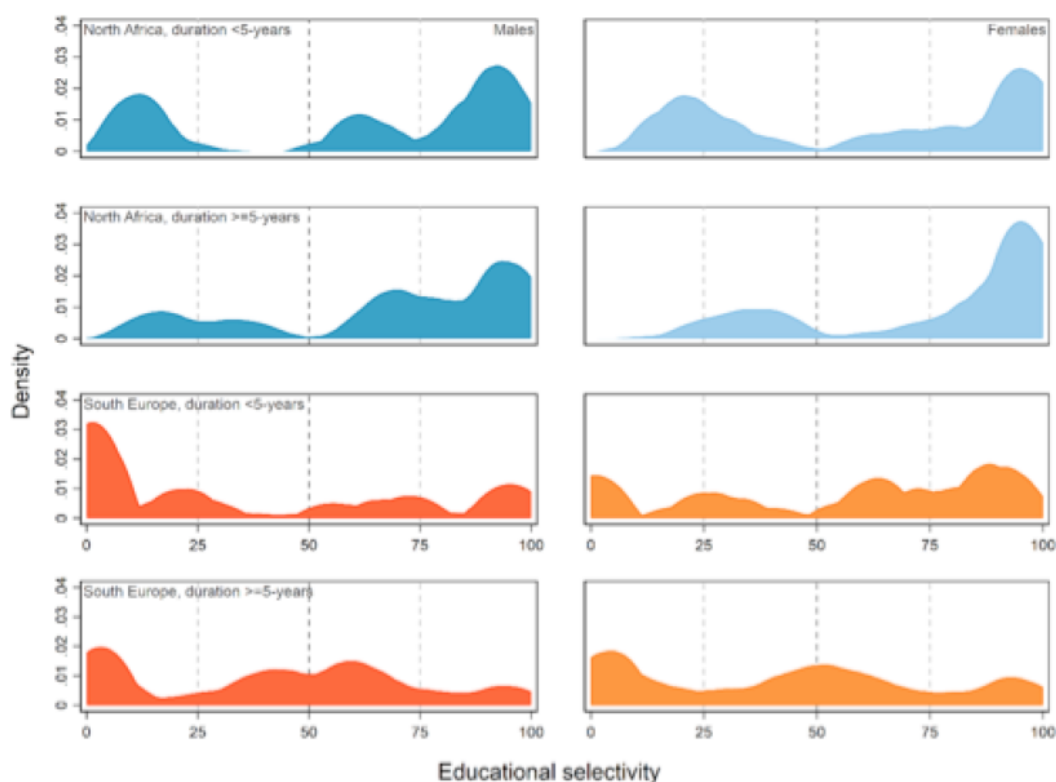 North Africa, duration <5-years
Males
Females
.04
.03
.02
.01
0
North Africa, duration >=5-years
.04
.03
.02
.01
0
Density
South Europe, duration <5-years
.04
.03
.02
.01
0
0 25 50 75 100
0 25 50 75 100
South Europe, duration >=5-years
.04
.03
.02
.01
0
0 25 50 75 100
0 25 50 75 100
Educational selectivity